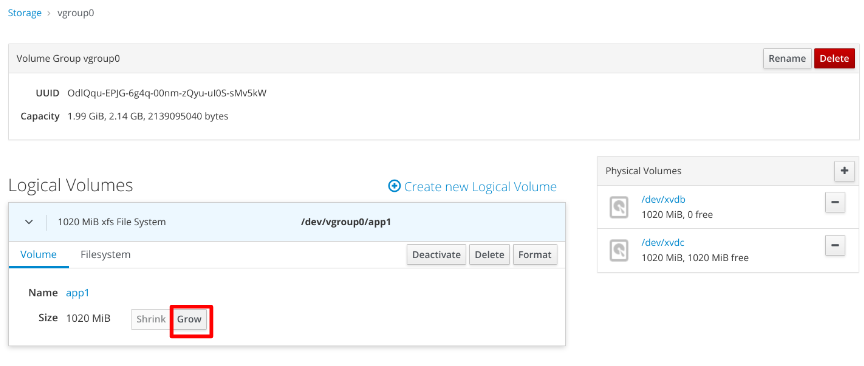 Storage › vgroup0
Volume Group vgroup0 Rename Delete
UUID OdlQqu-EPJG-6g4q-00nm-zQyu-uI0S-sMv5kW
Capacity 1.99 GiB, 2.14 GB, 2139095040 bytes
Logical Volumes
Create new Logical Volume
1020 MiB xfs File System /dev/vgroup0/app1
Volume Filesystem Deactivate Delete Format
Name app1
Size 1020 MiB Shrink Grow
Physical Volumes
/dev/xvdb
1020 MiB, 0 free
/dev/xvdc
1020 MiB, 1020 MiB free